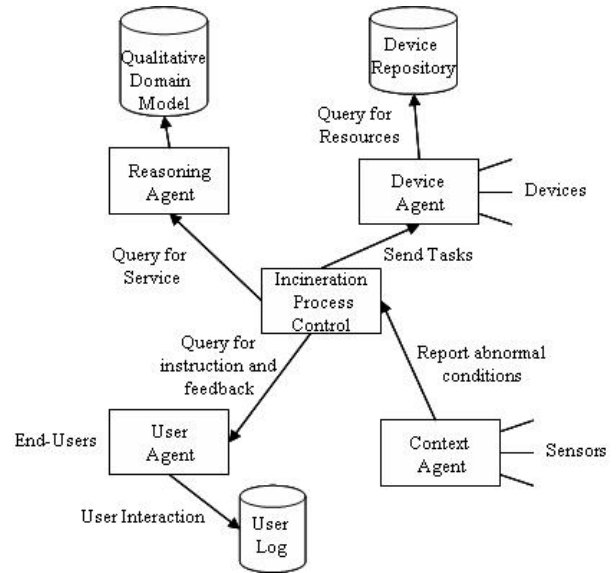 Qualitative
Domain
Model
Device
Repository
Query for
Resources
Reasoning
Agent
Device
Agent
Devices
Query for
Service
Send Tasks
Incineration
Process
Control
Query for
instruction and
feedback
Report abnormal
conditions
End-Users
User
Agent
Context
Agent
Sensors
User Interaction
User
Log